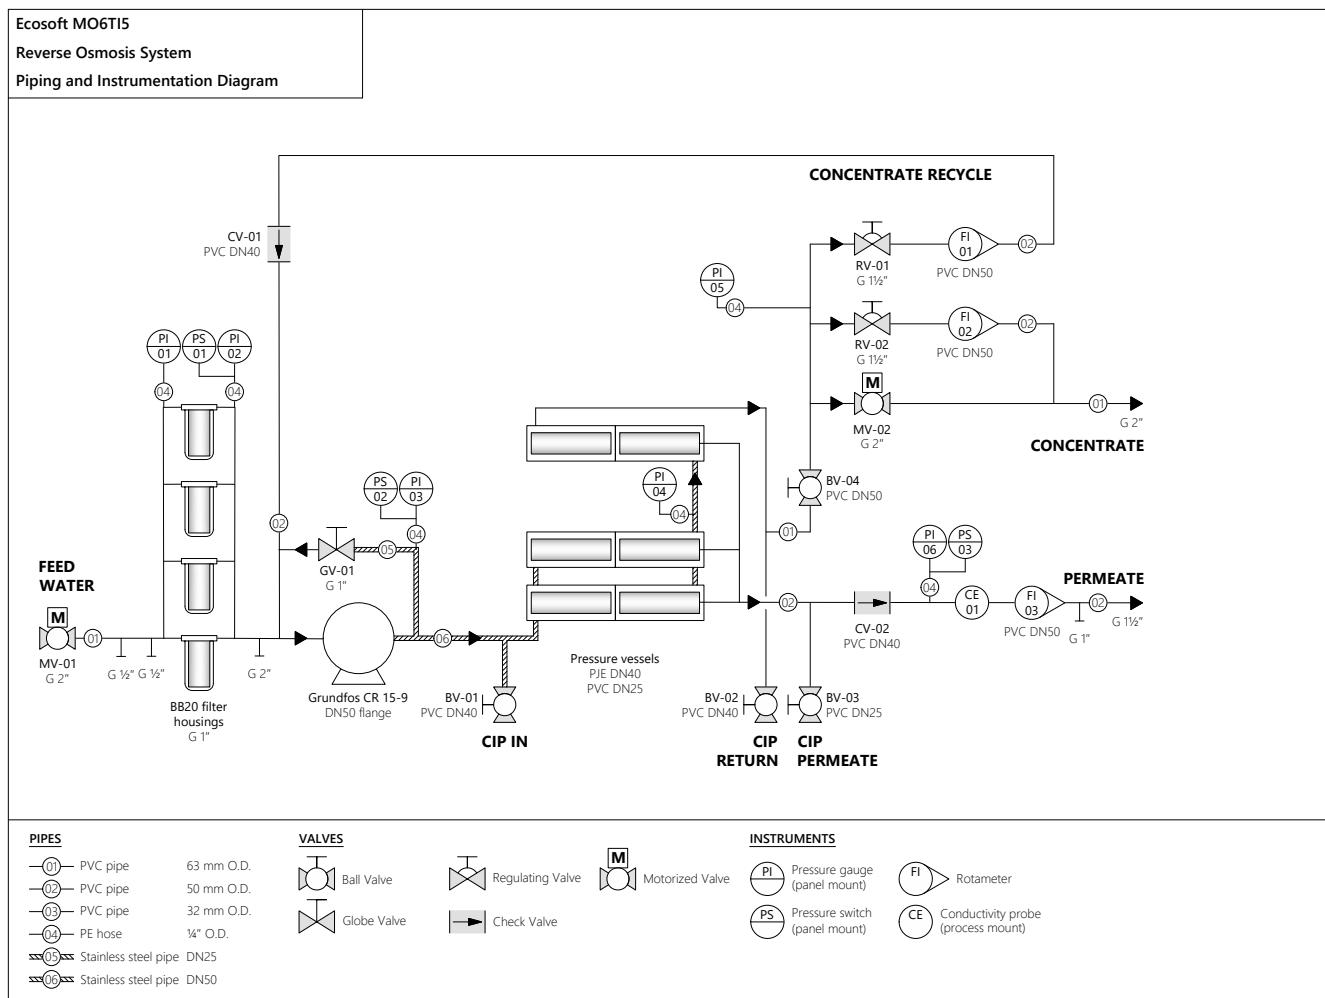 Ecosoft MO6TI5
Reverse Osmosis System
Piping and Instrumentation Diagram
CONCENTRATE RECYCLE
CV-01
PVC DN40
FI
01
02
RV-01
G 1½"
PVC DN50
PI
05
04
FI
02
02
RV-02
G 1½"
PVC DN50
PI
01
PS
01
PI
02
04
04
M
MV-02
G 2"
01
G 2"
CONCENTRATE
PS
02
PI
03
PI
04
04
BV-04
PVC DN50
02
04
01
05
GV-01
G 1"
PI
06
PS
03
04
FEED
WATER
M
MV-01
G 2"
01
G ½"
G ½"
G 2"
BB20 filter
housings
G 1"
Grundfos CR 15-9
DN50 flange
06
BV-01
PVC DN40
CIP IN
Pressure vessels
PJE DN40
PVC DN25
02
BV-02
PVC DN40
CIP
RETURN
BV-03
PVC DN25
CIP
PERMEATE
CV-02
PVC DN40
CE
01
FI
03
PVC DN50
G 1"
02
PERMEATE
G 1½"
PIPES
01 PVC pipe 63 mm O.D.
02 PVC pipe 50 mm O.D.
03 PVC pipe 32 mm O.D.
04 PE hose ¼" O.D.
05 Stainless steel pipe DN25
06 Stainless steel pipe DN50
VALVES
Ball Valve
Globe Valve
Regulating Valve
Check Valve
M
Motorized Valve
INSTRUMENTS
PI
Pressure gauge
(panel mount)
PS
Pressure switch
(panel mount)
FI
Rotameter
CE
Conductivity probe
(process mount)